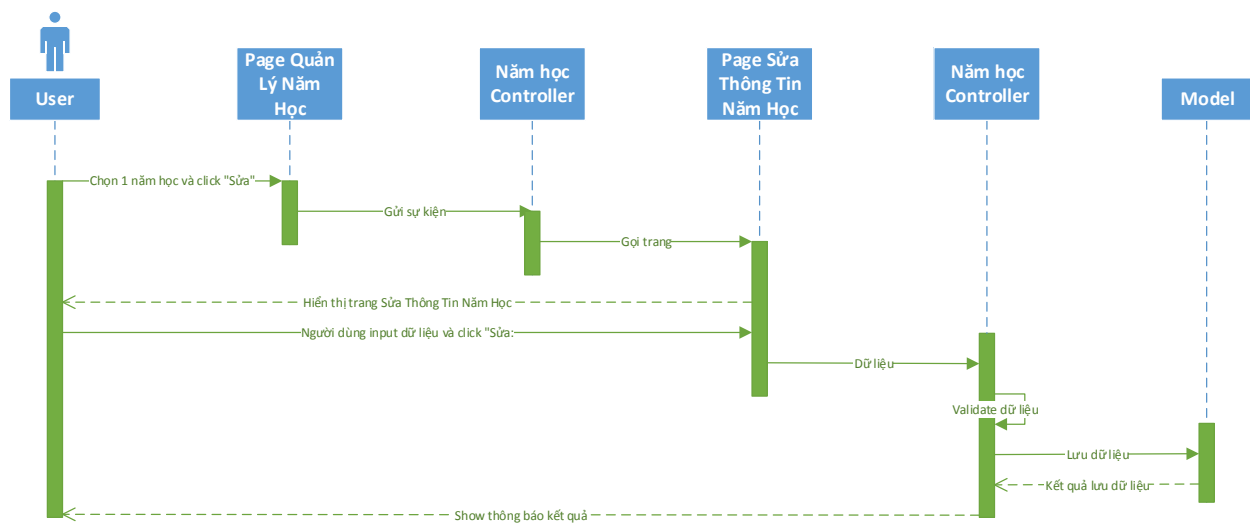 User
Page Quản
Lý Năm
Học
Năm học
Controller
Page Sửa
Thông Tin
Năm Học
Năm học
Controller
Model
Chọn 1 năm học và click "Sửa"
Gửi sự kiện
Gọi trang
Hiển thị trang Sửa Thông Tin Năm Học
Người dùng input dữ liệu và click "Sửa:
Dữ liệu
Validate dữ liệu
Lưu dữ liệu
Kết quả lưu dữ liệu
Show thông báo kết quả